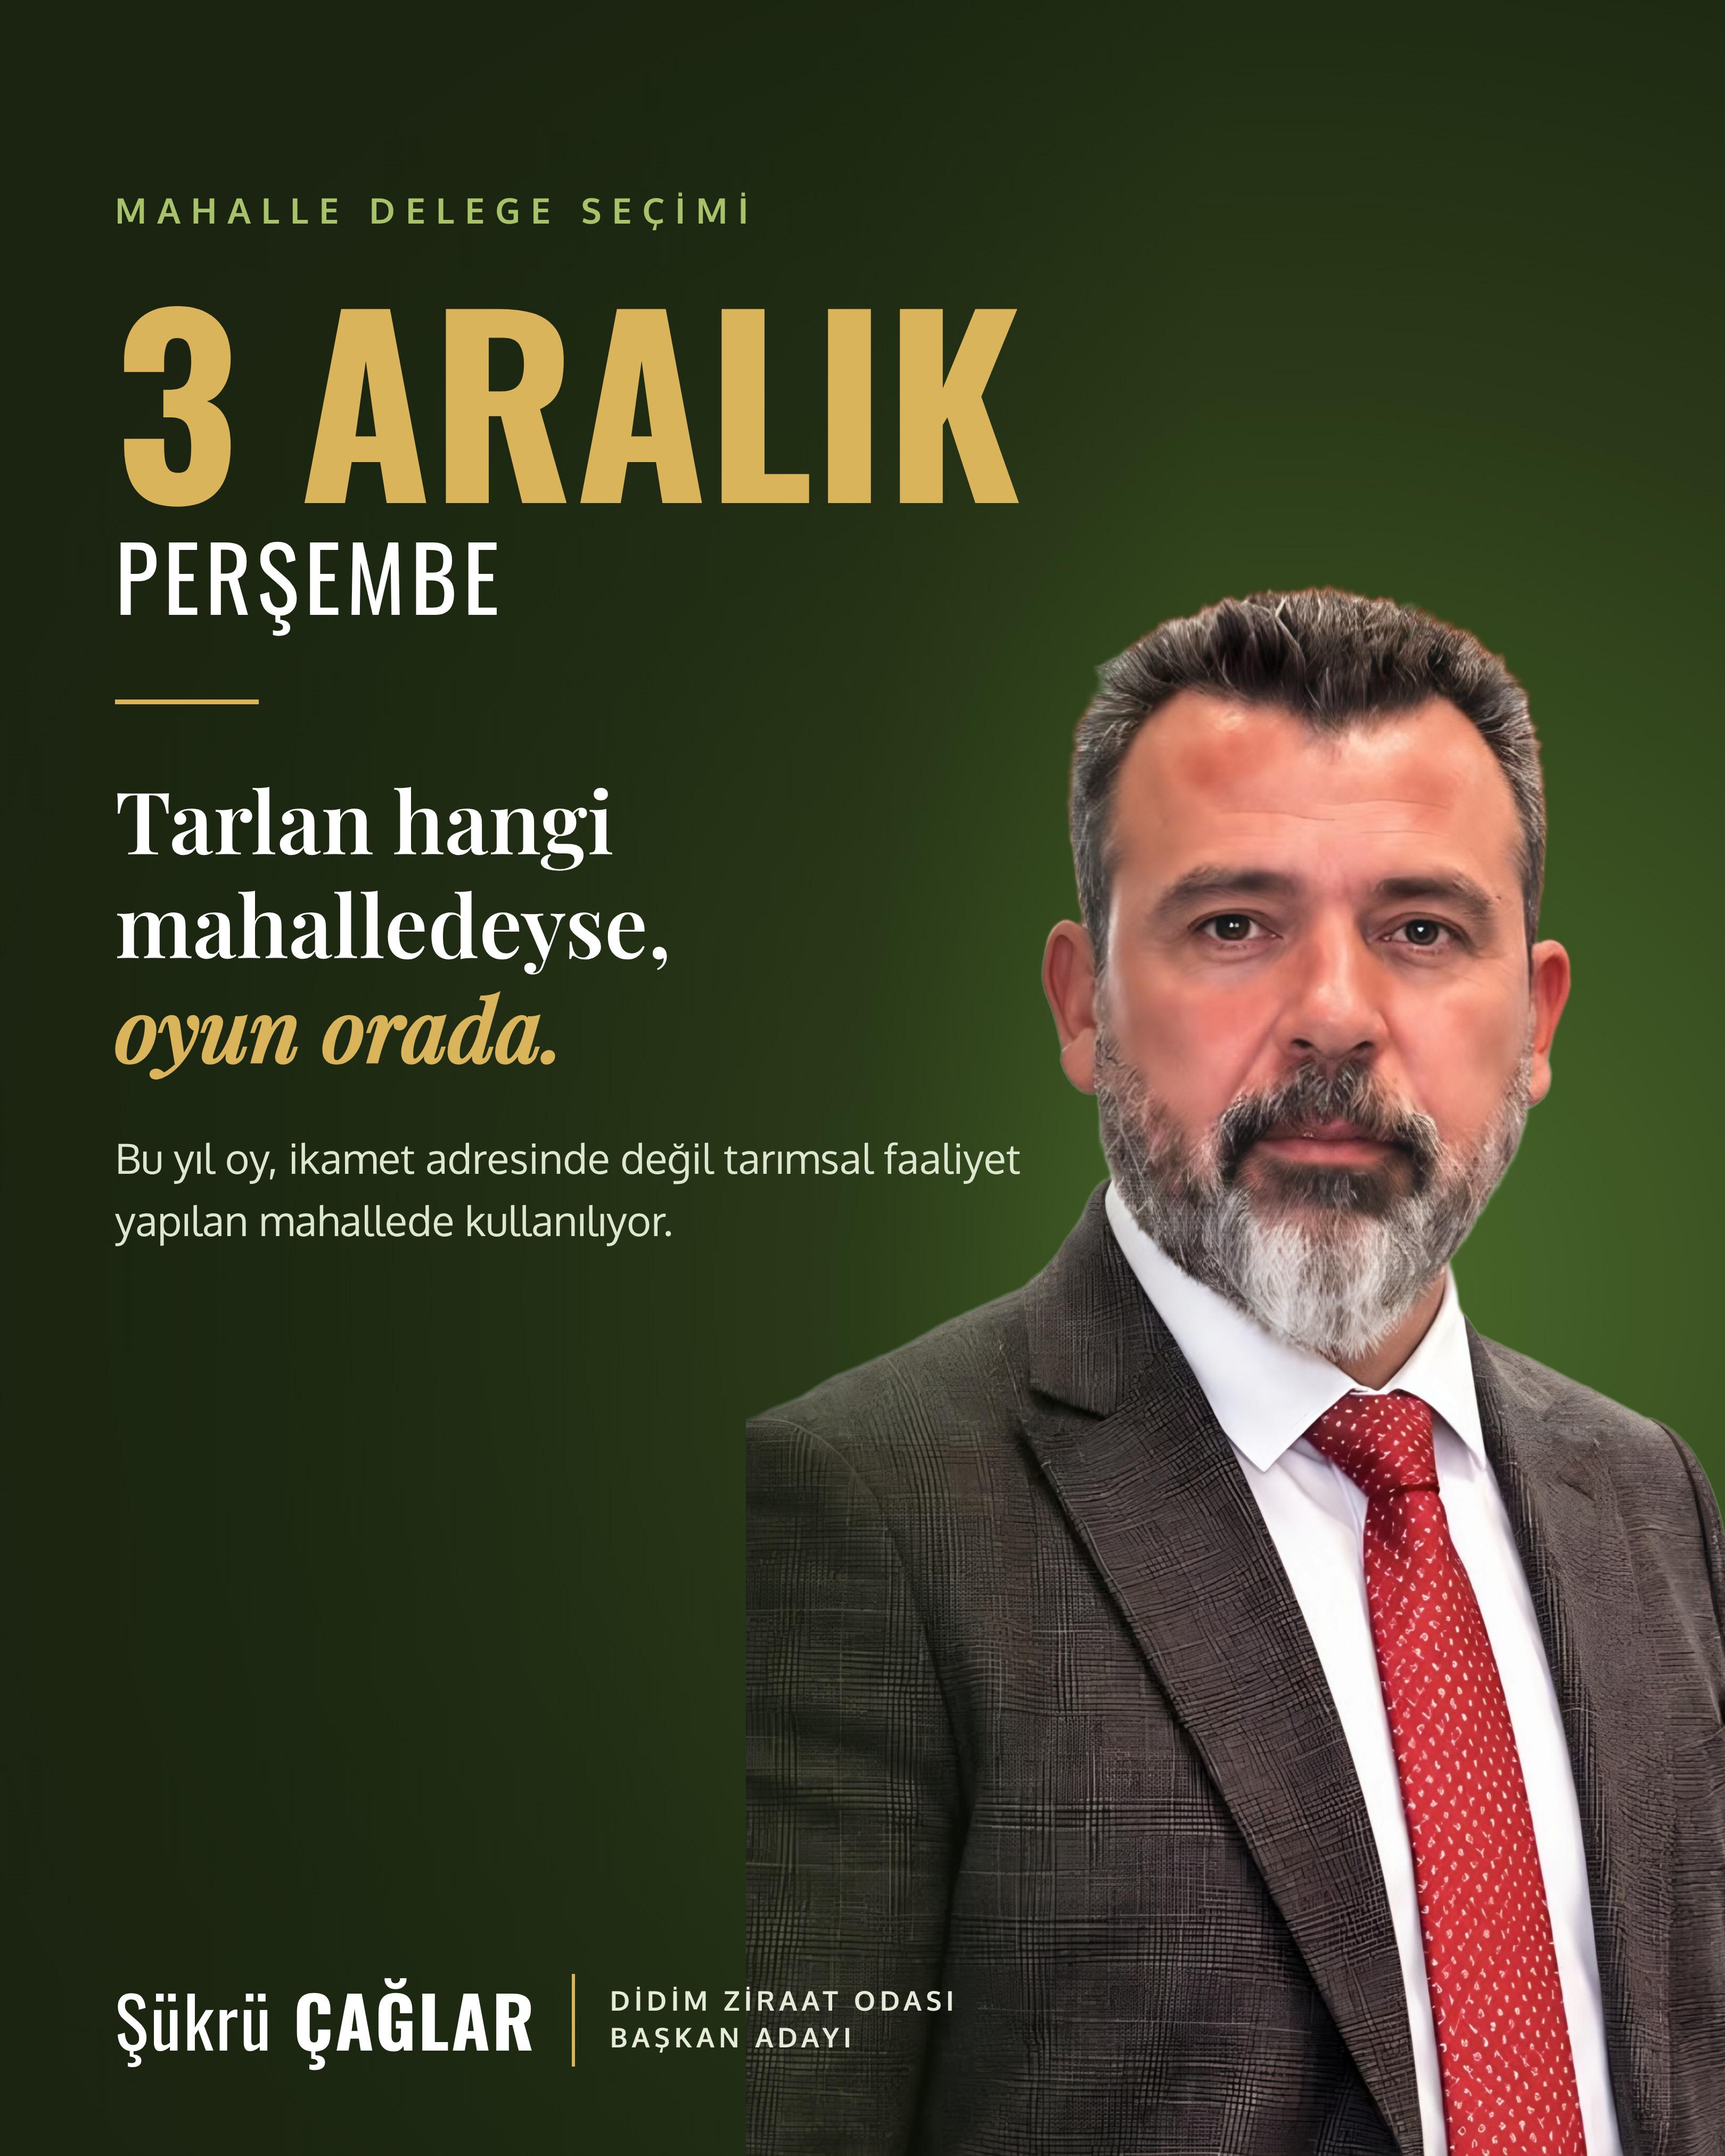 MAHALLE DELEGE SEÇİMİ
3 ARALIK
PERŞEMBE
Tarlan hangi
mahalledeyse,
oyun orada.
Bu yıl oy, ikamet adresinde değil tarımsal faaliyet
yapılan mahallede kullanılıyor.
Şükrü ÇAĞLAR
DİDİM ZİRAAT ODASI
BAŞKAN ADAYI